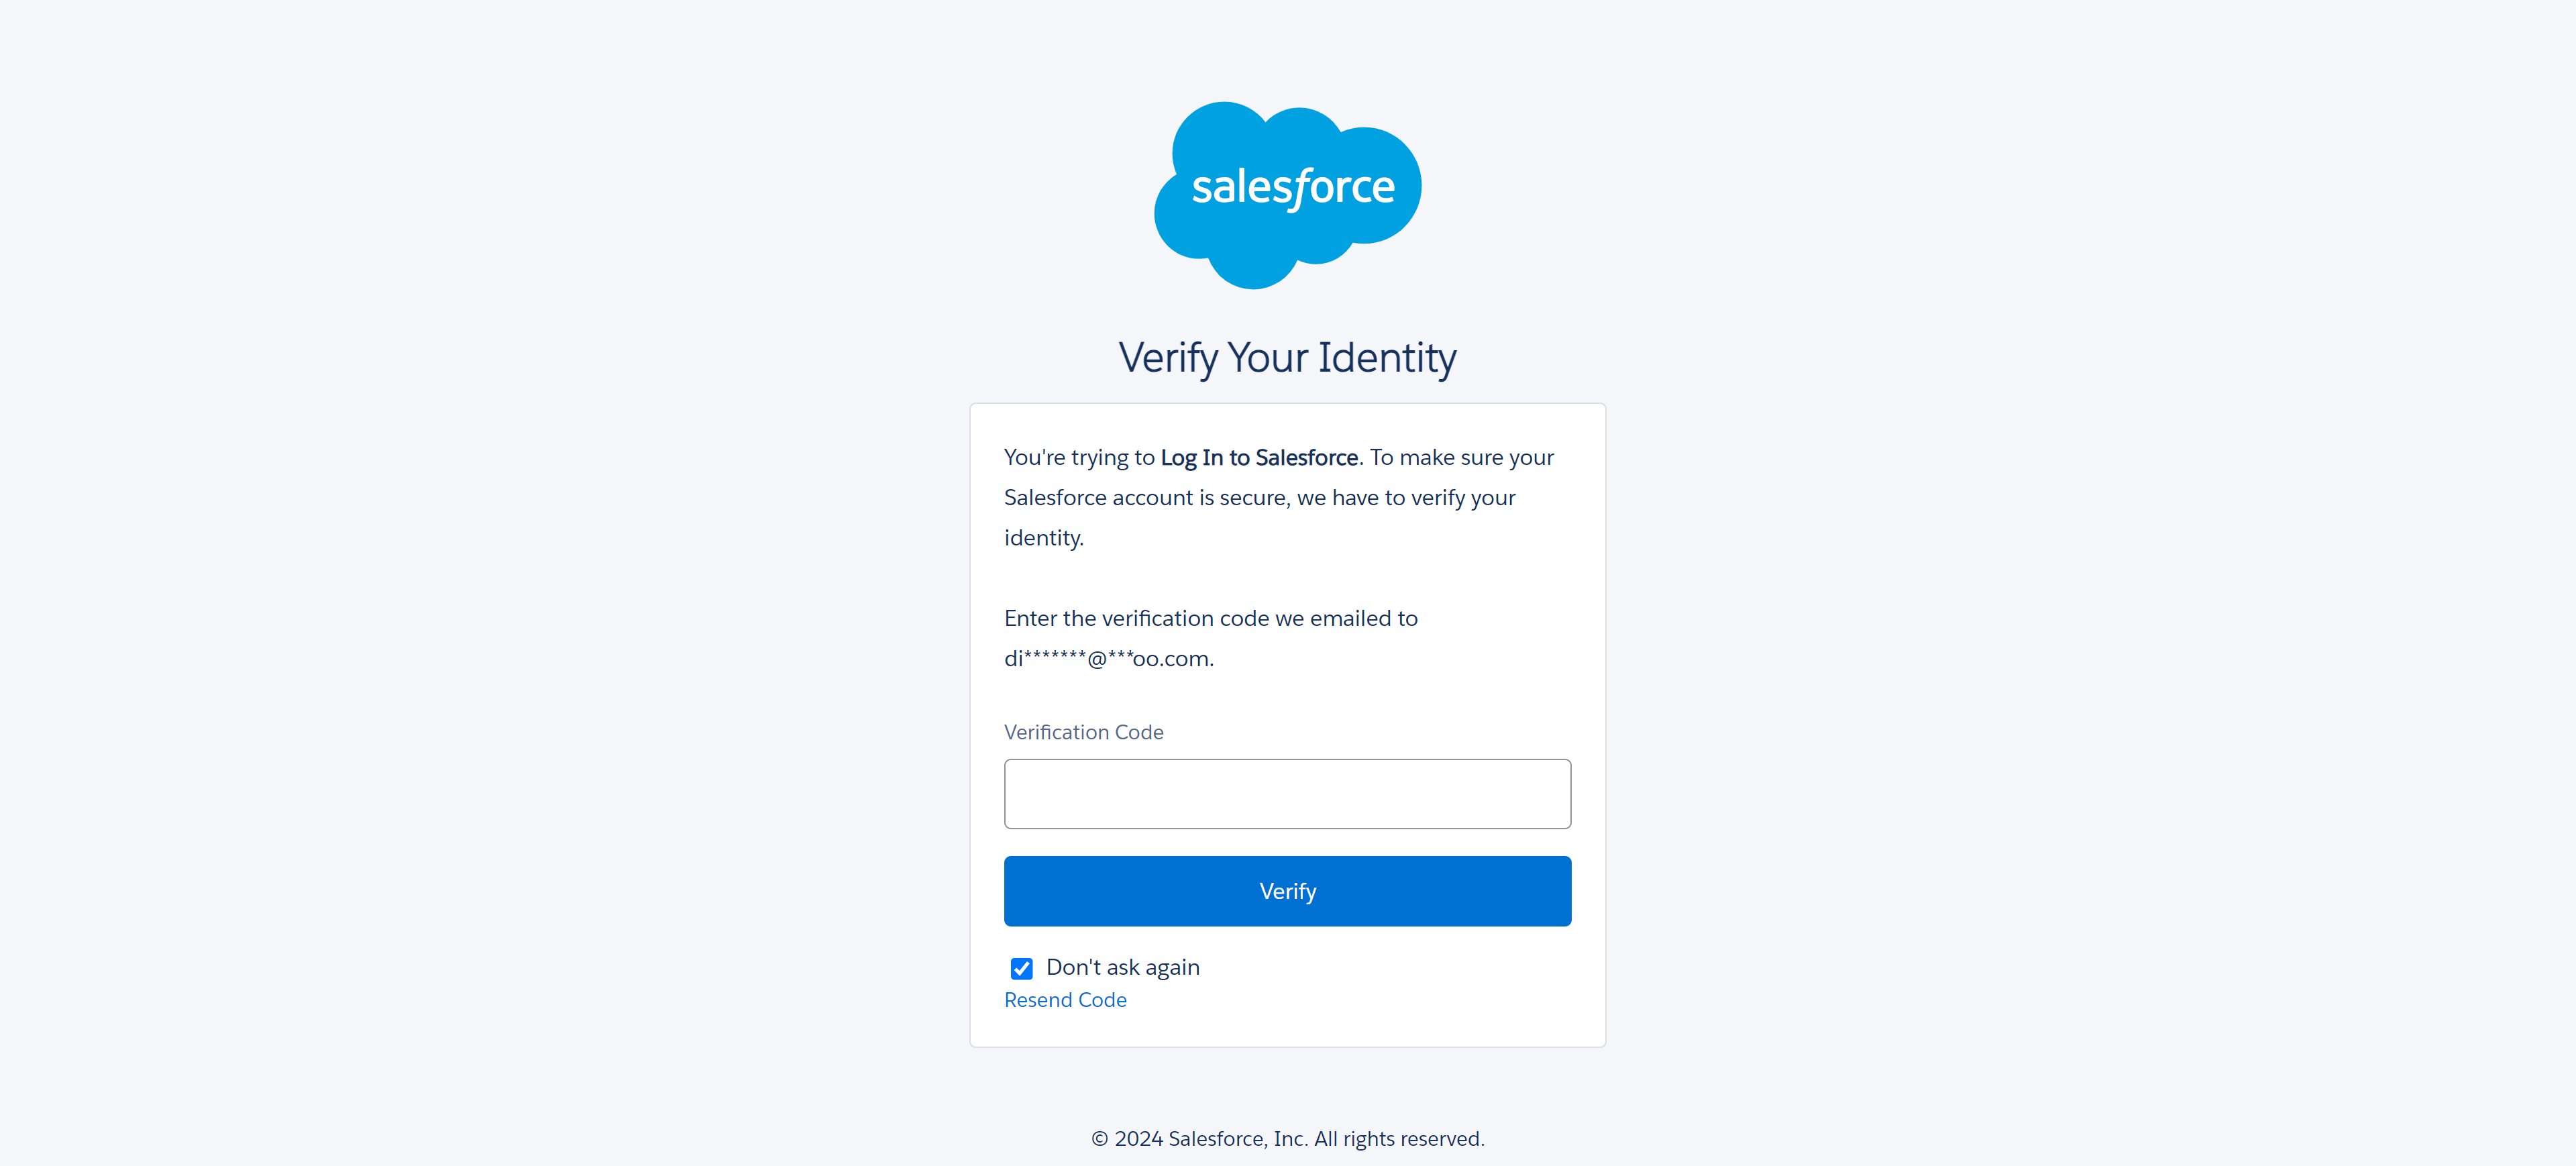 salesforce
Verify Your Identity
You're trying to Log In to Salesforce. To make sure your
Salesforce account is secure, we have to verify your
identity.
Enter the verification code we emailed to
di*******@***oo.com.
Verification Code
Verify
Don't ask again
Resend Code
© 2024 Salesforce, Inc. All rights reserved.